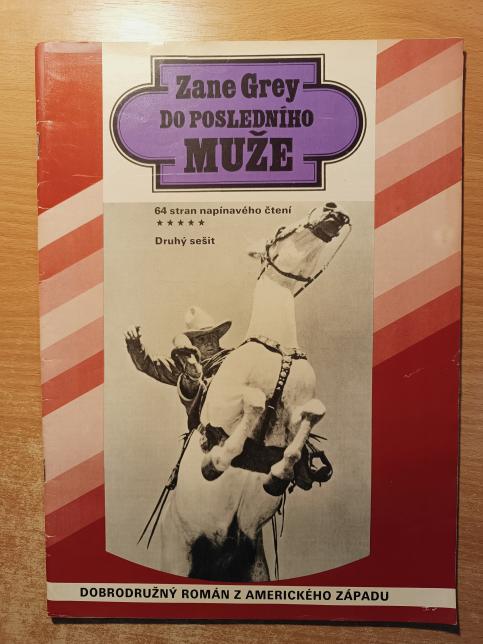 Zane Grey
DO POSLEDNÍHO
MUŽE
64 stran napínavého čtení
★★★★★
Druhý sešit
DOBRODRUŽNÝ ROMÁN Z AMERICKÉHO ZÁPADU